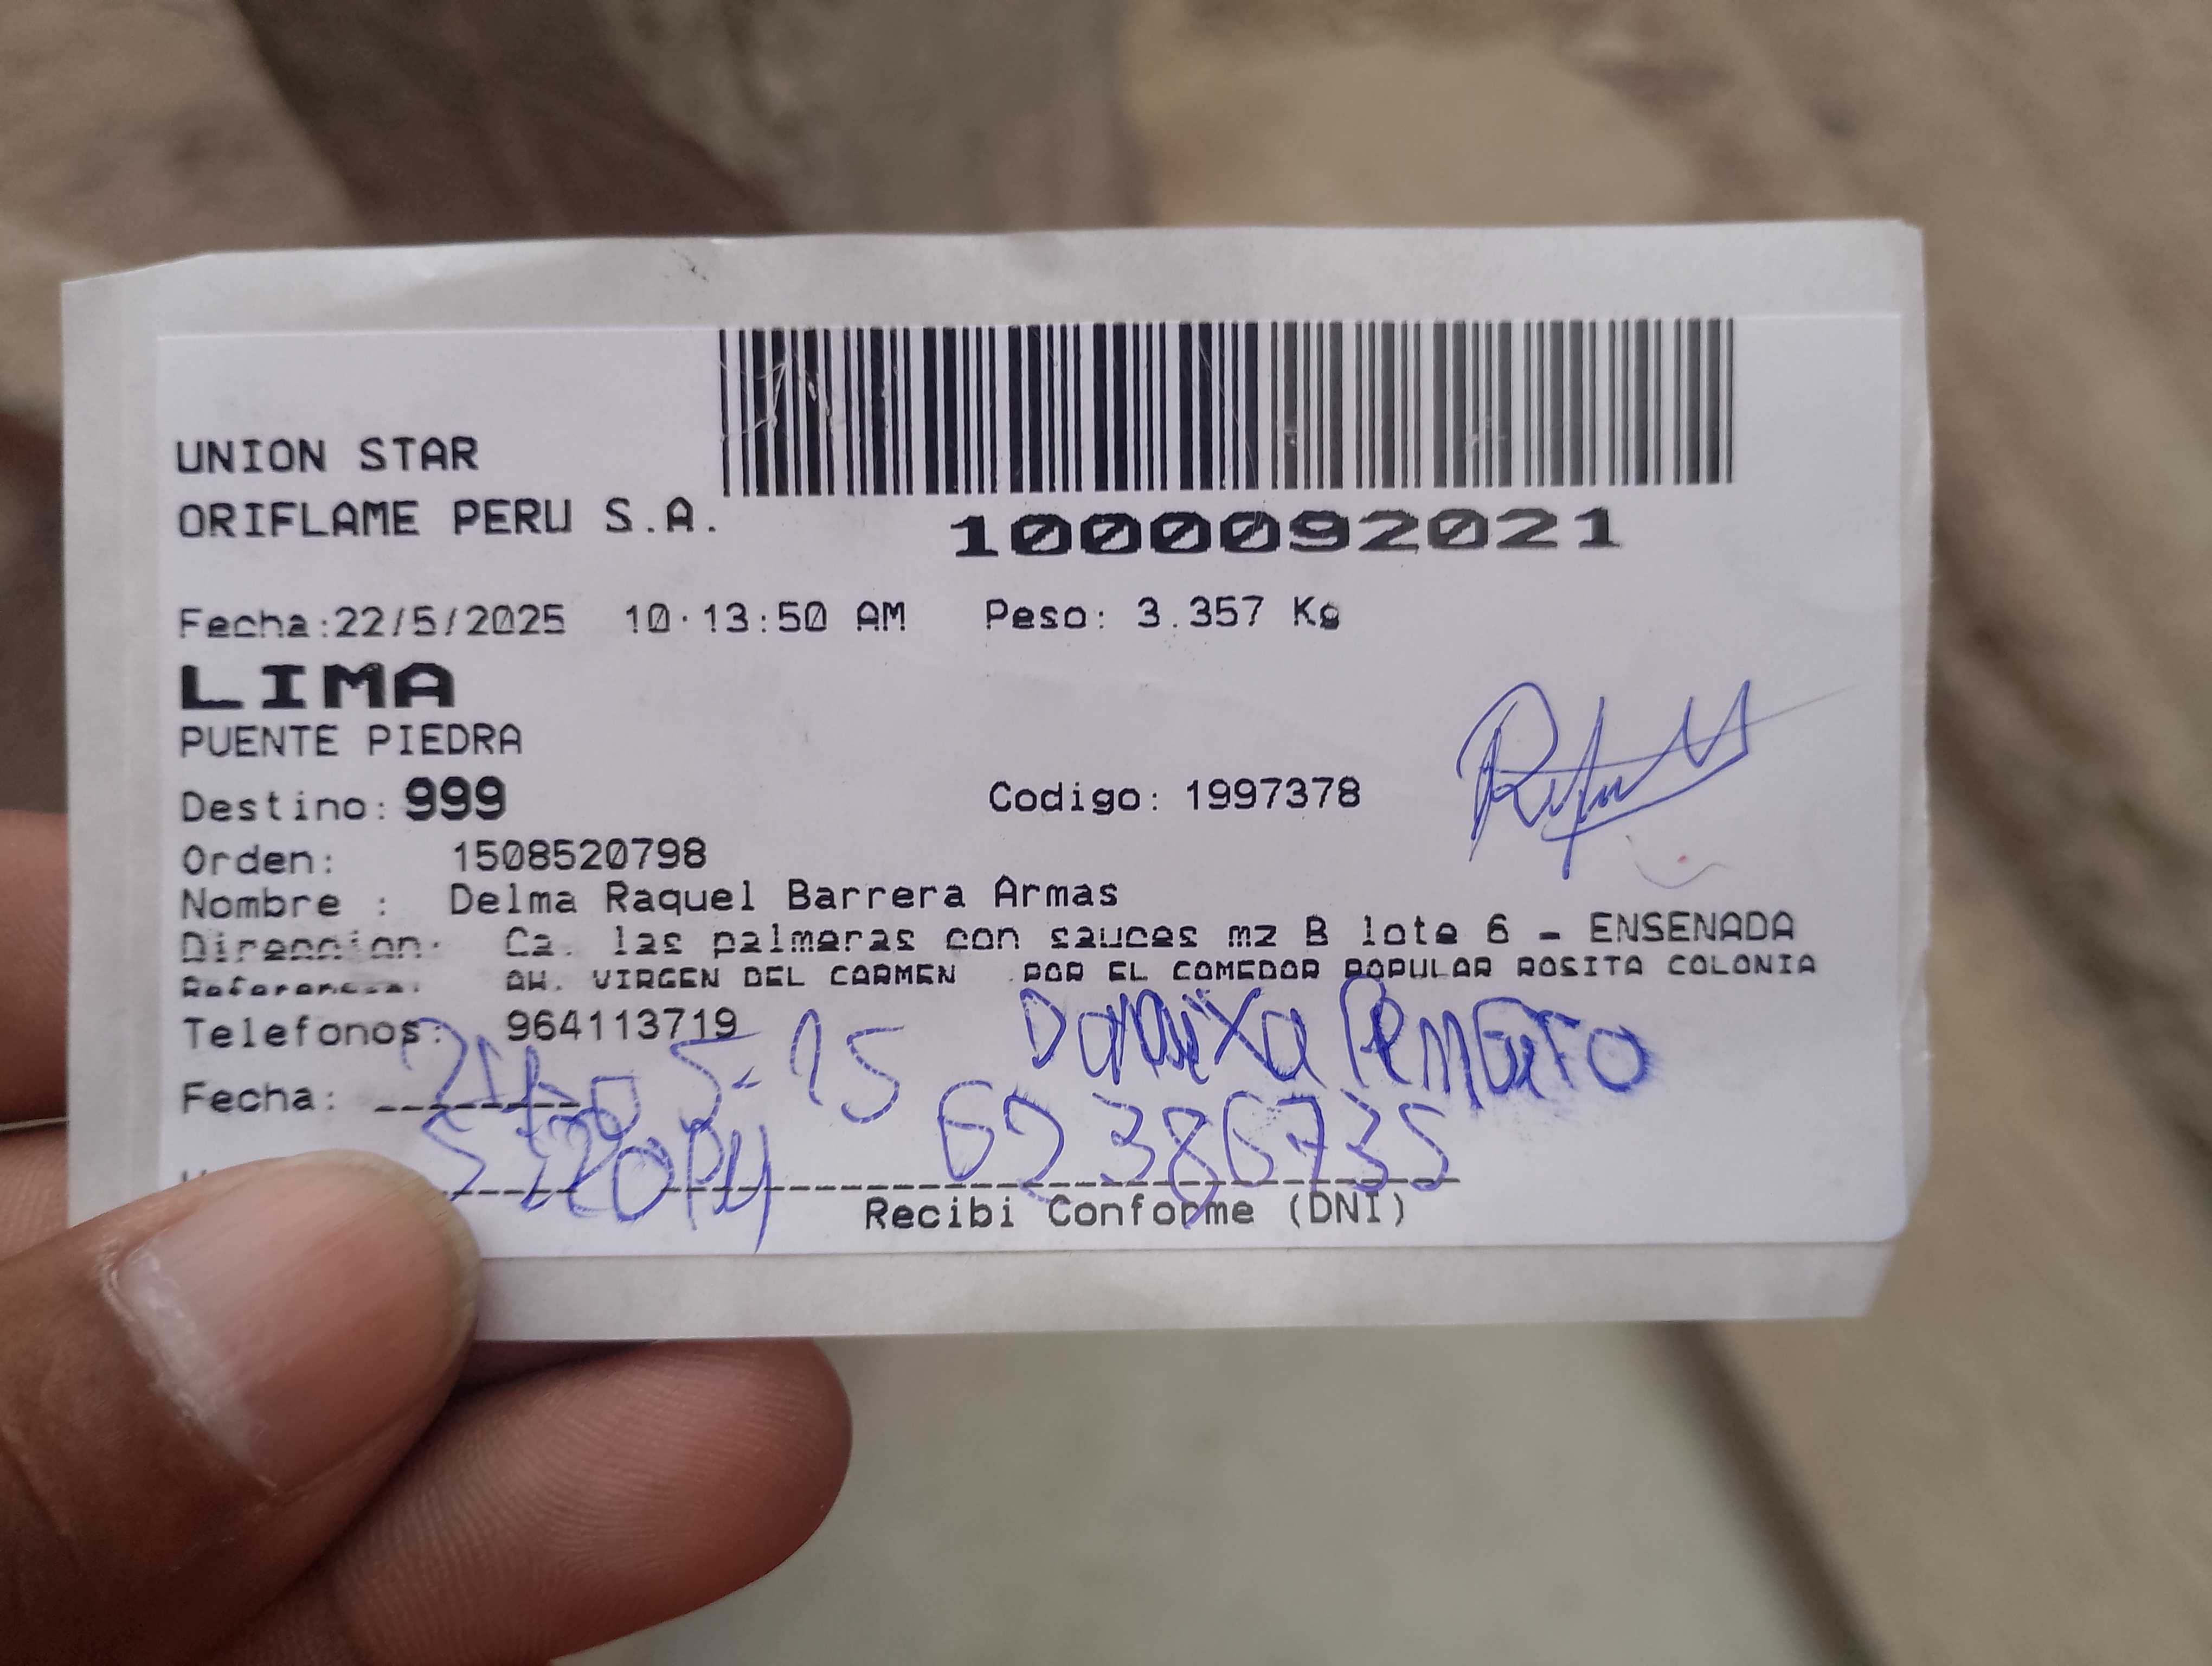 UNION STAR
ORIFLAME PERU S.A.
1000092021
Fecha:22/5/2025 10:13:50 AM Peso: 3.357 Kg
LIMA
PUENTE PIEDRA
Destino: 999 Codigo: 1997378
Orden: 1508520798
Nombre : Delma Raquel Barrera Armas
Direccion: Ca. las palmeras con sauces mz B lote 6 - ENSENADA
Referencia: AH. VIRGEN DEL CARMEN .POR EL COMEDOR POPULAR ROSITA COLONIA
Telefonos: 964113719
Fecha:
62386735
Recibi Conforme (DNI)